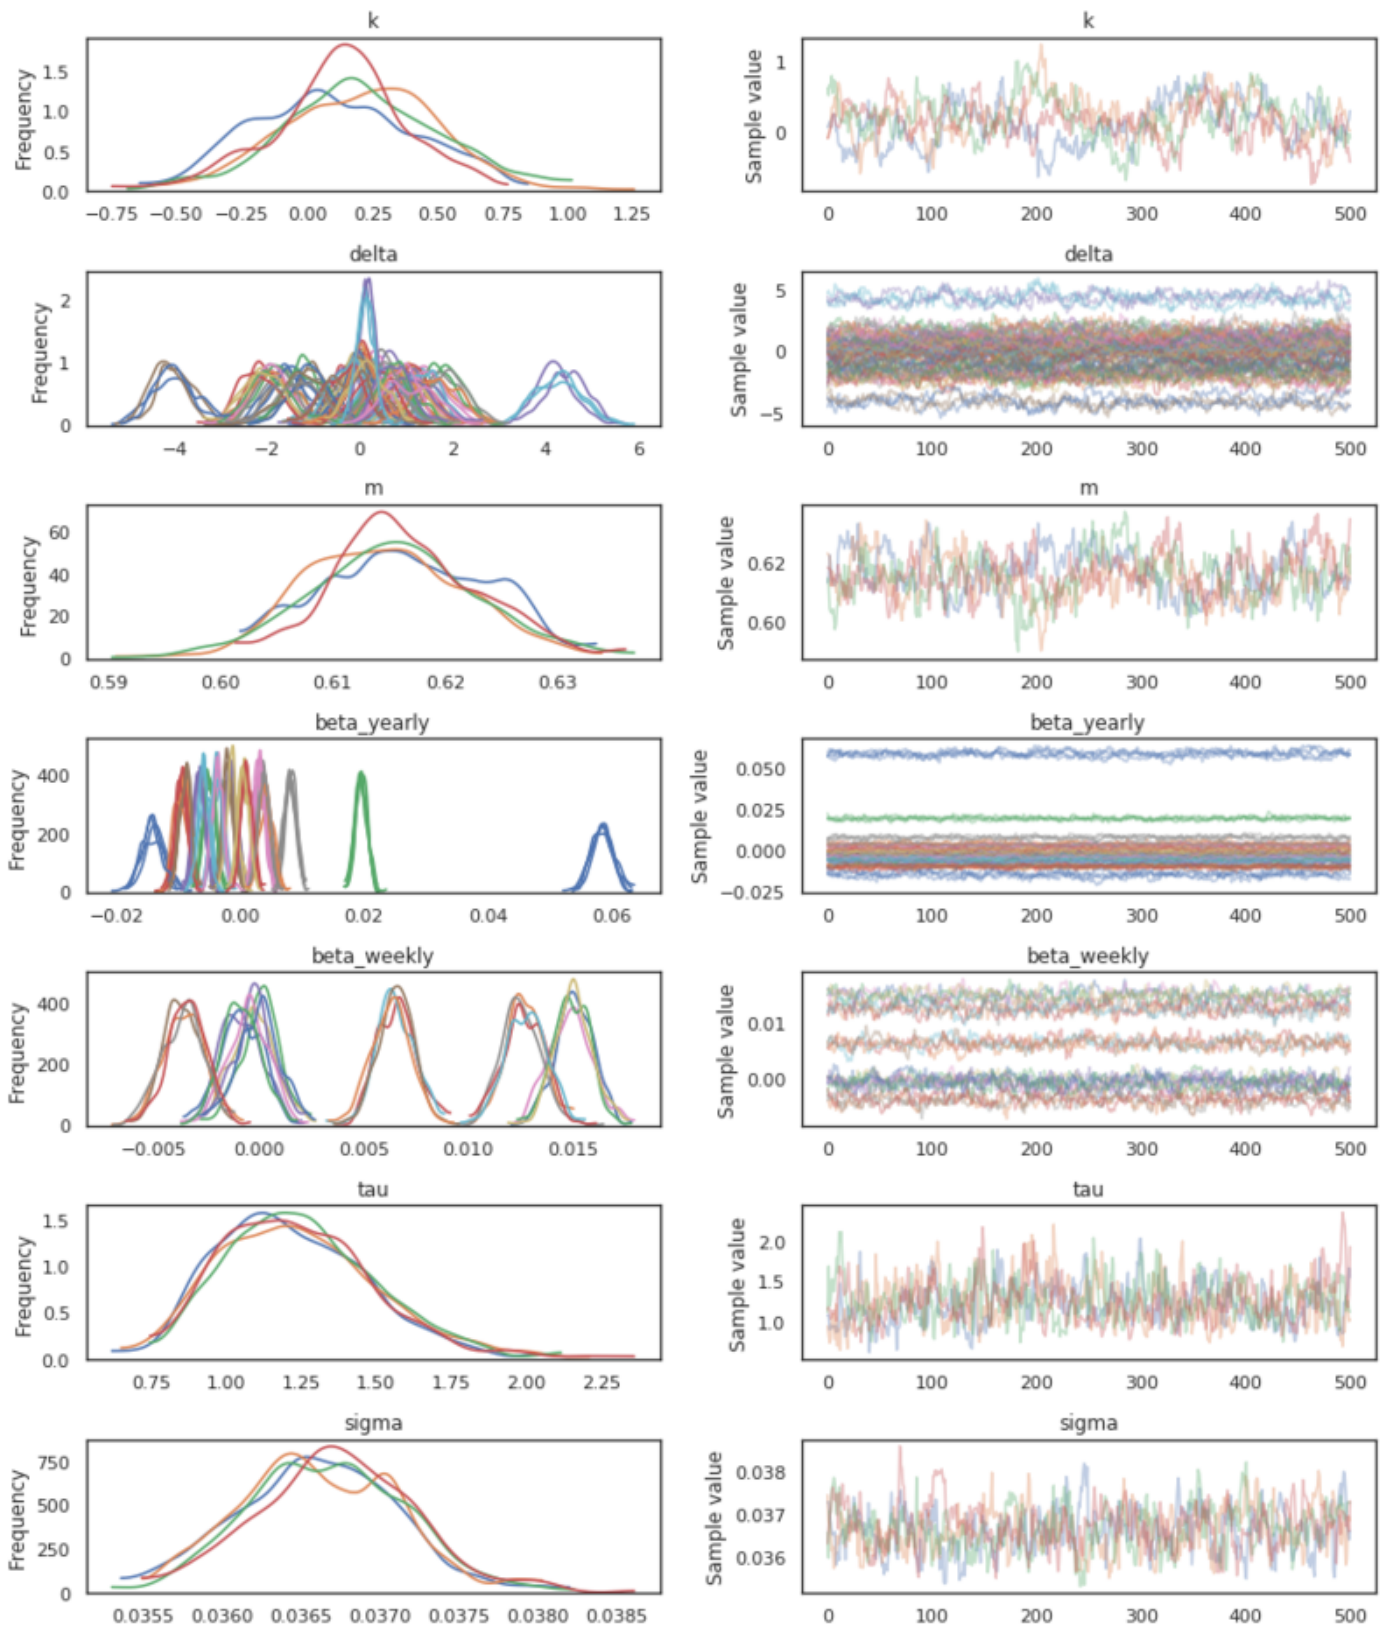 k
k
Frequency
1.5
1.0
0.5
0.0
−0.75 −0.50 −0.25 0.00 0.25 0.50 0.75 1.00 1.25
Sample value
1
0
0 100 200 300 400 500
delta
delta
Frequency
2
1
0
−4 −2 0 2 4 6
Sample value
5
0
−5
0 100 200 300 400 500
m
m
Frequency
60
40
20
0
0.59 0.60 0.61 0.62 0.63
Sample value
0.62
0.60
0 100 200 300 400 500
beta_yearly
beta_yearly
Frequency
400
200
0
−0.02 0.00 0.02 0.04 0.06
Sample value
0.050
0.025
0.000
−0.025
0 100 200 300 400 500
beta_weekly
beta_weekly
Frequency
400
200
0
−0.005 0.000 0.005 0.010 0.015
Sample value
0.01
0.00
0 100 200 300 400 500
tau
tau
Frequency
1.5
1.0
0.5
0.0
0.75 1.00 1.25 1.50 1.75 2.00 2.25
Sample value
2.0
1.5
1.0
0 100 200 300 400 500
sigma
sigma
Frequency
750
500
250
0
0.0355 0.0360 0.0365 0.0370 0.0375 0.0380 0.0385
Sample value
0.038
0.037
0.036
0 100 200 300 400 500